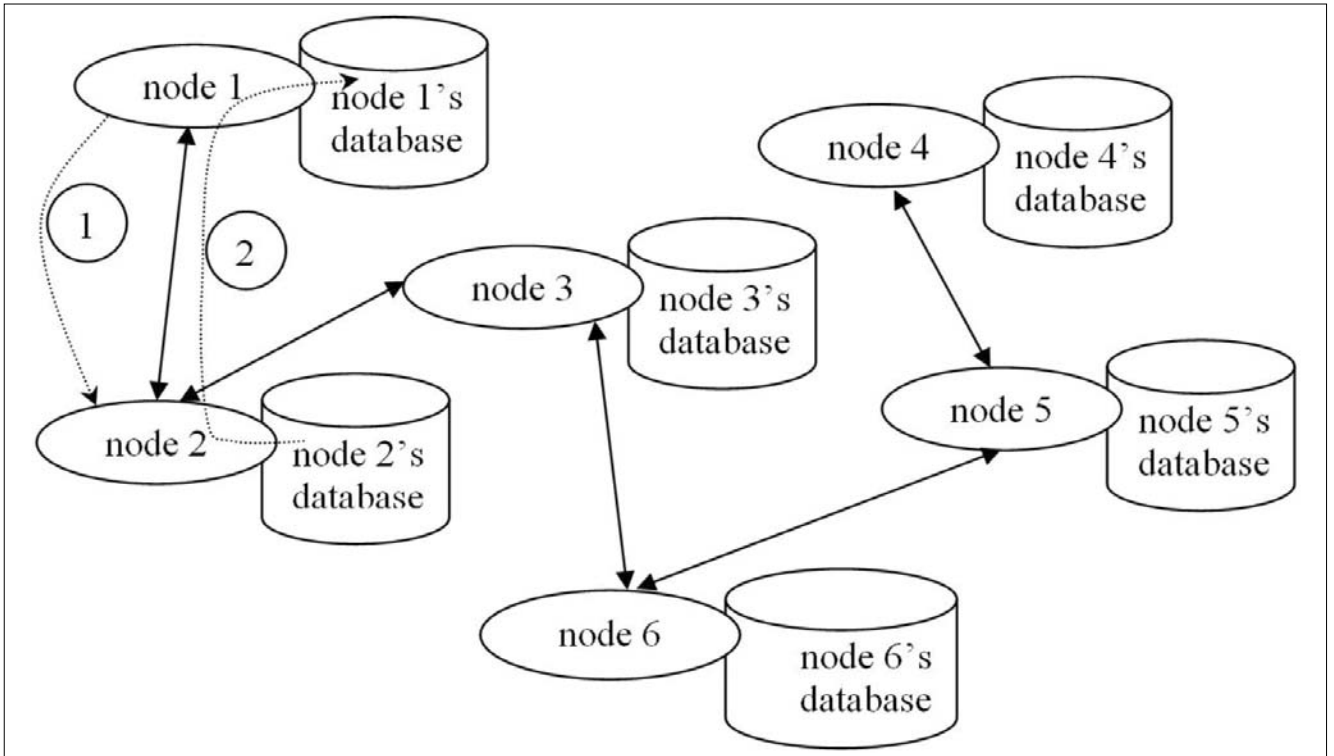 node 1
node 1's
database
node 4
node 4's
database
1
2
node 3
node 3's
database
node 2
node 2's
database
node 5
node 5's
database
node 6
node 6's
database